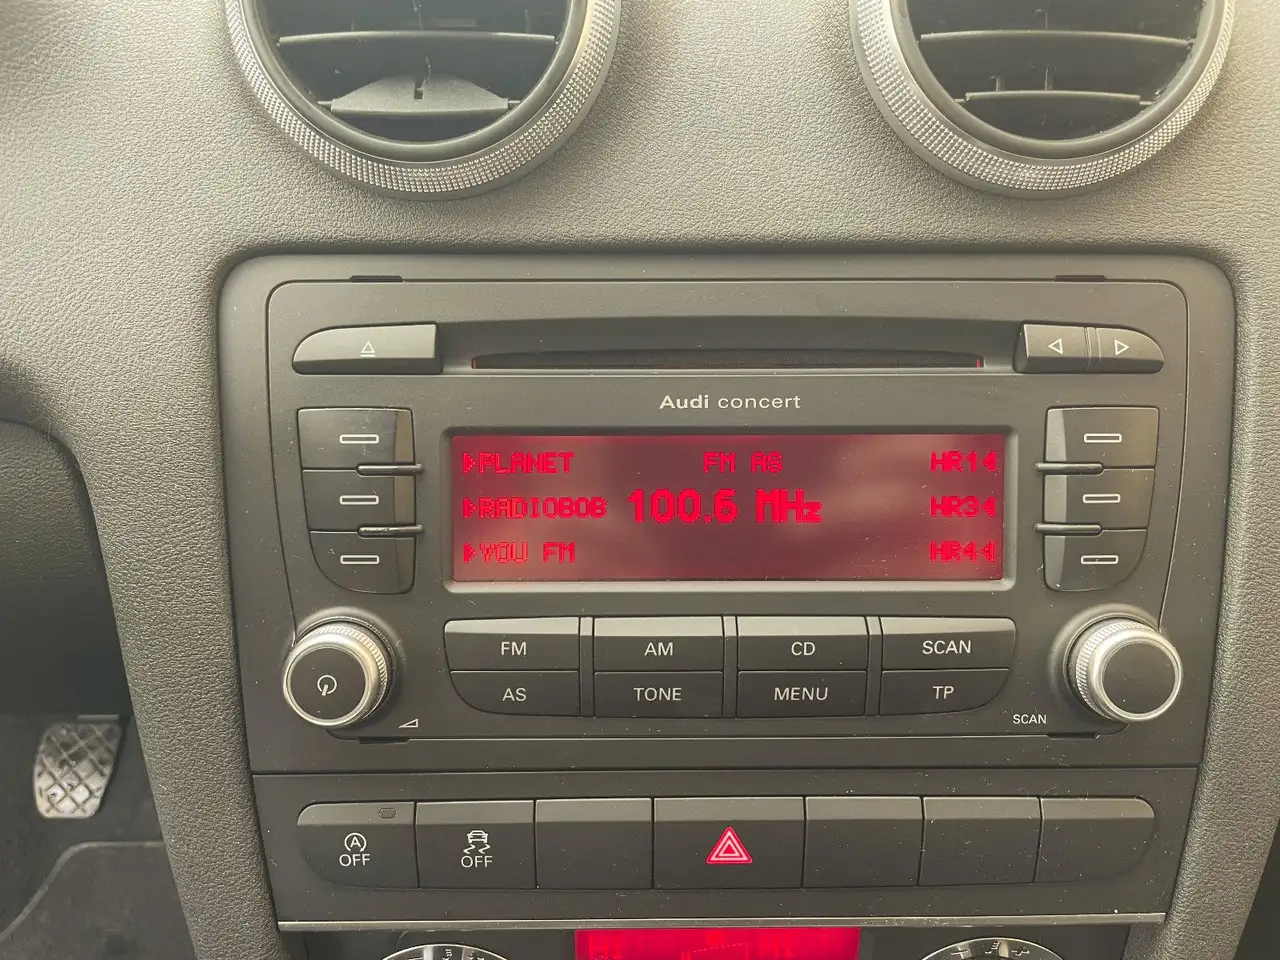 Audi concert
PLANET FM AS HR1
RADIOBOB 100.6 MHz HR3
YOU FM HR4
FM AM CD SCAN
AS TONE MENU TP
SCAN
A OFF
OFF